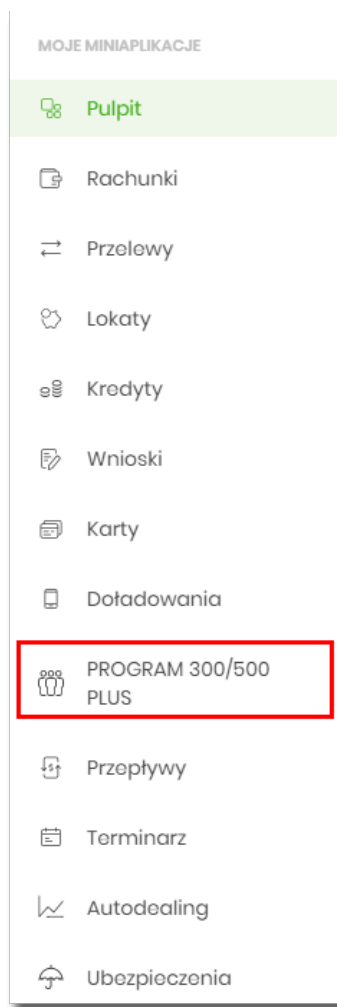 MOJE MINIAPLIKACJE
Pulpit
Rachunki
Przelewy
Lokaty
Kredyty
Wnioski
Karty
Doładowania
PROGRAM 300/500
PLUS
Przepływy
Terminarz
Autodealing
Ubezpieczenia